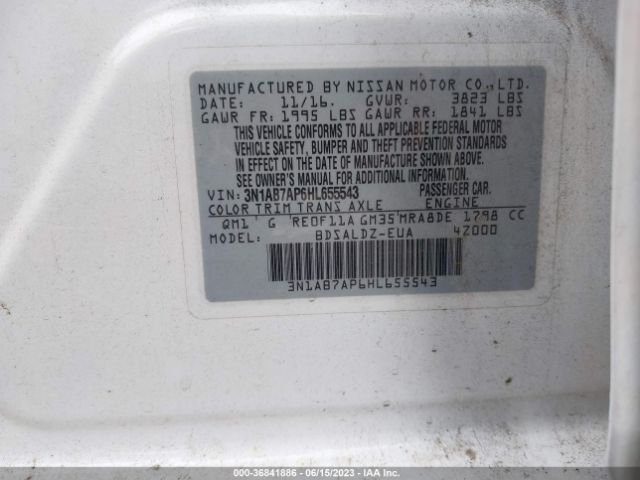 MANUFACTURED BY NISSAN MOTOR CO., LTD.
DATE: 11/16. GVWR: 3823 LBS
GAWR FR: 1995 LBS GAWR RR: 1841 LBS
THIS VEHICLE CONFORMS TO ALL APPLICABLE FEDERAL MOTOR
VEHICLE SAFETY, BUMPER AND THEFT PREVENTION STANDARDS
IN EFFECT ON THE DATE OF MANUFACTURE SHOWN ABOVE.
SEE OWNER'S MANUAL FOR ADDITIONAL INFORMATION.
VIN: 3N1AB7AP6HL655543 PASSENGER CAR.
COLOR TRIM TRANS AXLE ENGINE
QM1 G RE0F11A GM35 MRA8DE 1798 CC
MODEL: BDSALDZ-EUA 4Z000
3N1AB7AP6HL655543
000-36841886 - 06/15/2023 - IAAI.COM